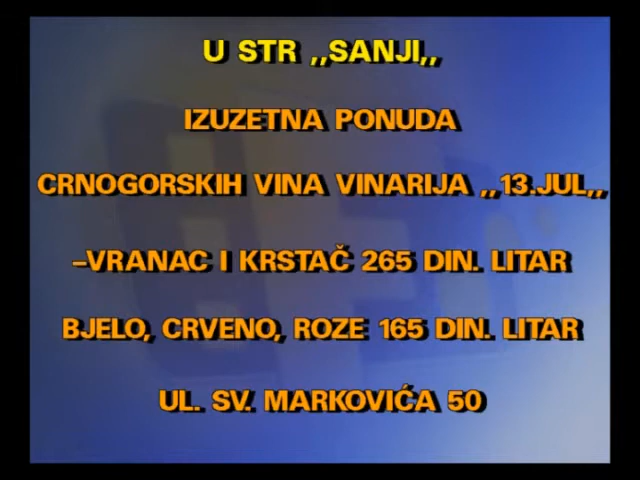 U STR ,,SANJI,,
IZUZETNA PONUDA
CRNOGORSKIH VINA VINARIJA ,,13.JUL,,
–VRANAC I KRSTAČ 265 DIN. LITAR
BJELO, CRVENO, ROZE 165 DIN. LITAR
UL. SV. MARKOVIĆA 50